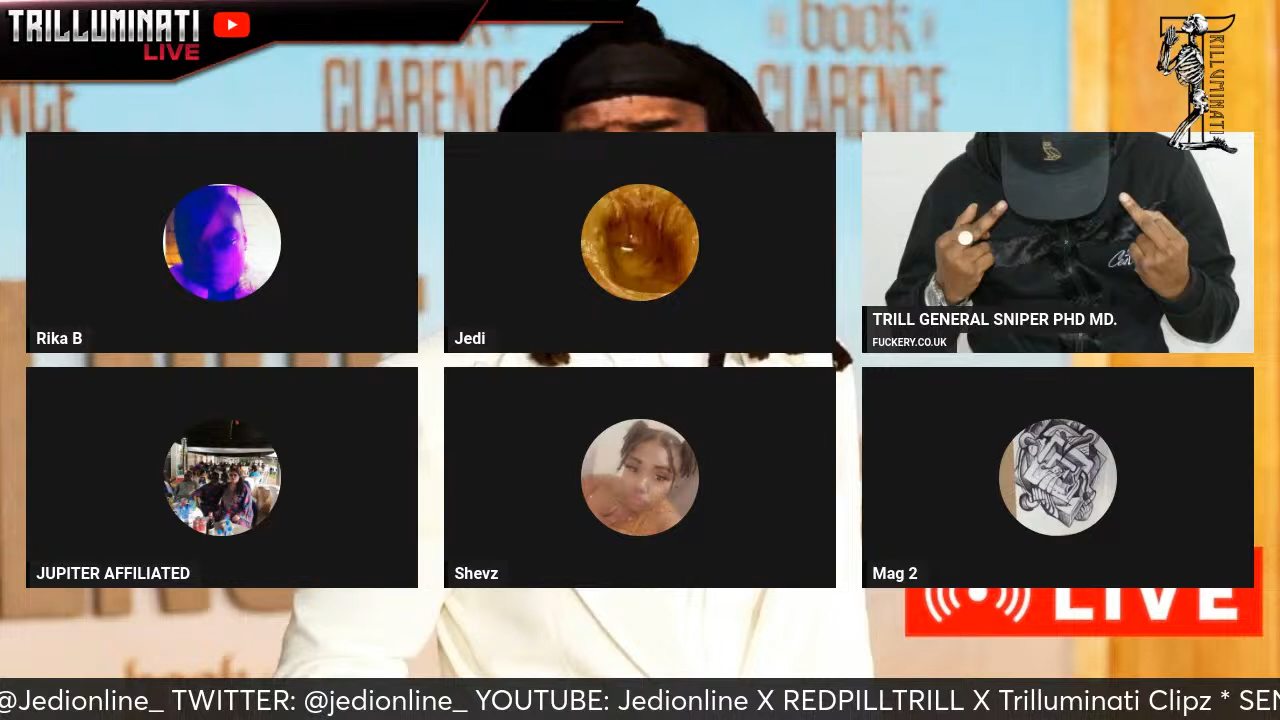 TRILLUMINATI
LIVE
book
CLARENCE
CLARENCE
TRILLUMINATI
Rika B
Jedi
TRILL GENERAL SNIPER PHD MD.
FUCKERY.CO.UK
JUPITER AFFILIATED
Shevz
Mag 2
LIVE
@Jedionline_ TWITTER: @jedionline_ YOUTUBE: Jedionline X REDPILLTRILL X Trilluminati Clipz * SEN